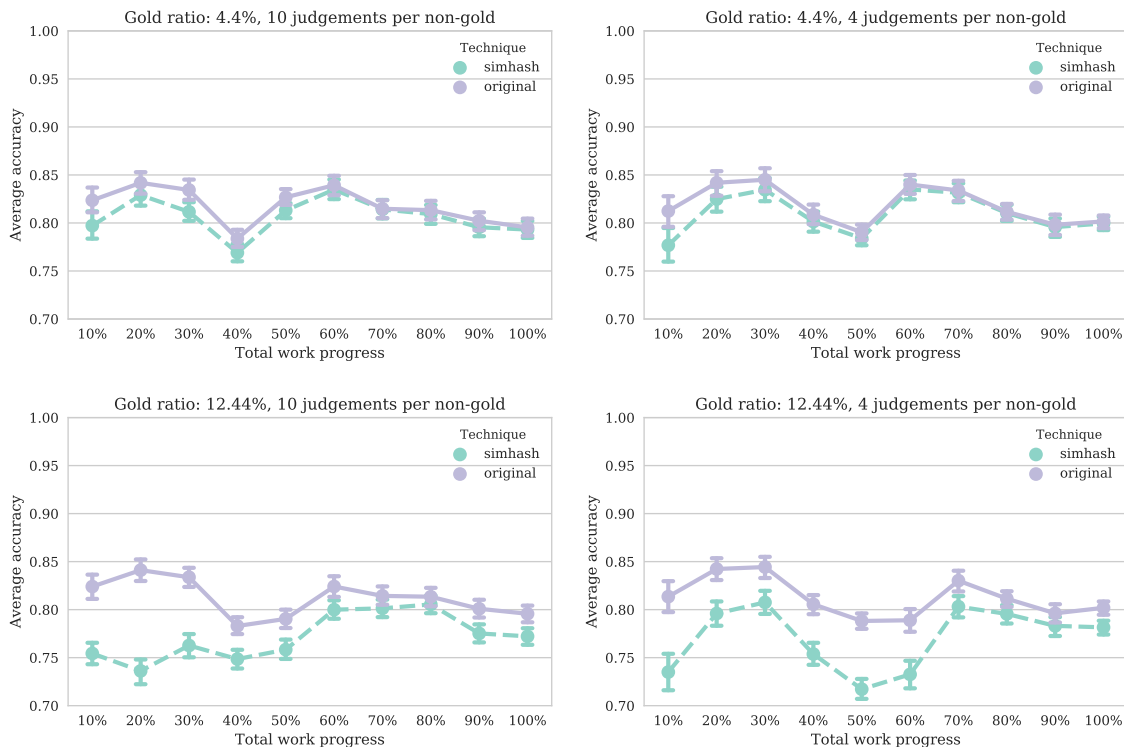 Gold ratio: 4.4%, 10 judgements per non-gold
1.00
0.95
0.90
0.85
0.80
0.75
0.70
Average accuracy
Technique
simhash
original
10% 20% 30% 40% 50% 60% 70% 80% 90% 100%
Total work progress
Gold ratio: 4.4%, 4 judgements per non-gold
1.00
0.95
0.90
0.85
0.80
0.75
0.70
Average accuracy
Technique
simhash
original
10% 20% 30% 40% 50% 60% 70% 80% 90% 100%
Total work progress
Gold ratio: 12.44%, 10 judgements per non-gold
1.00
0.95
0.90
0.85
0.80
0.75
0.70
Average accuracy
Technique
simhash
original
10% 20% 30% 40% 50% 60% 70% 80% 90% 100%
Total work progress
Gold ratio: 12.44%, 4 judgements per non-gold
1.00
0.95
0.90
0.85
0.80
0.75
0.70
Average accuracy
Technique
simhash
original
10% 20% 30% 40% 50% 60% 70% 80% 90% 100%
Total work progress